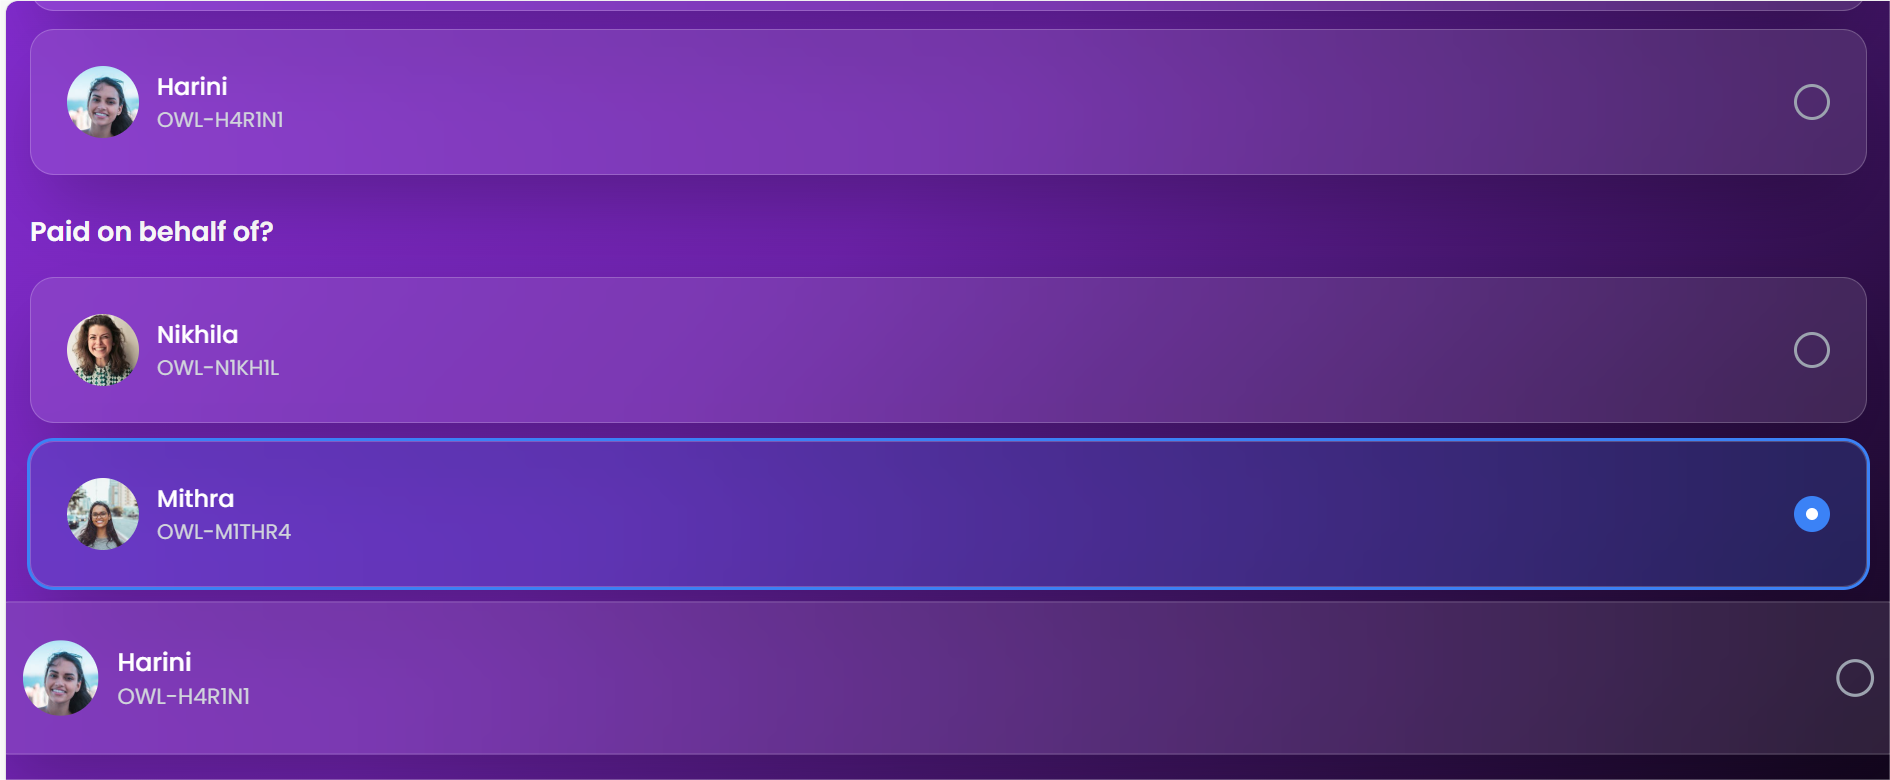 Harini
OWL-H4R1N1
Paid on behalf of?
Nikhila
OWL-N1KH1L
Mithra
OWL-M1THR4
Harini
OWL-H4R1N1